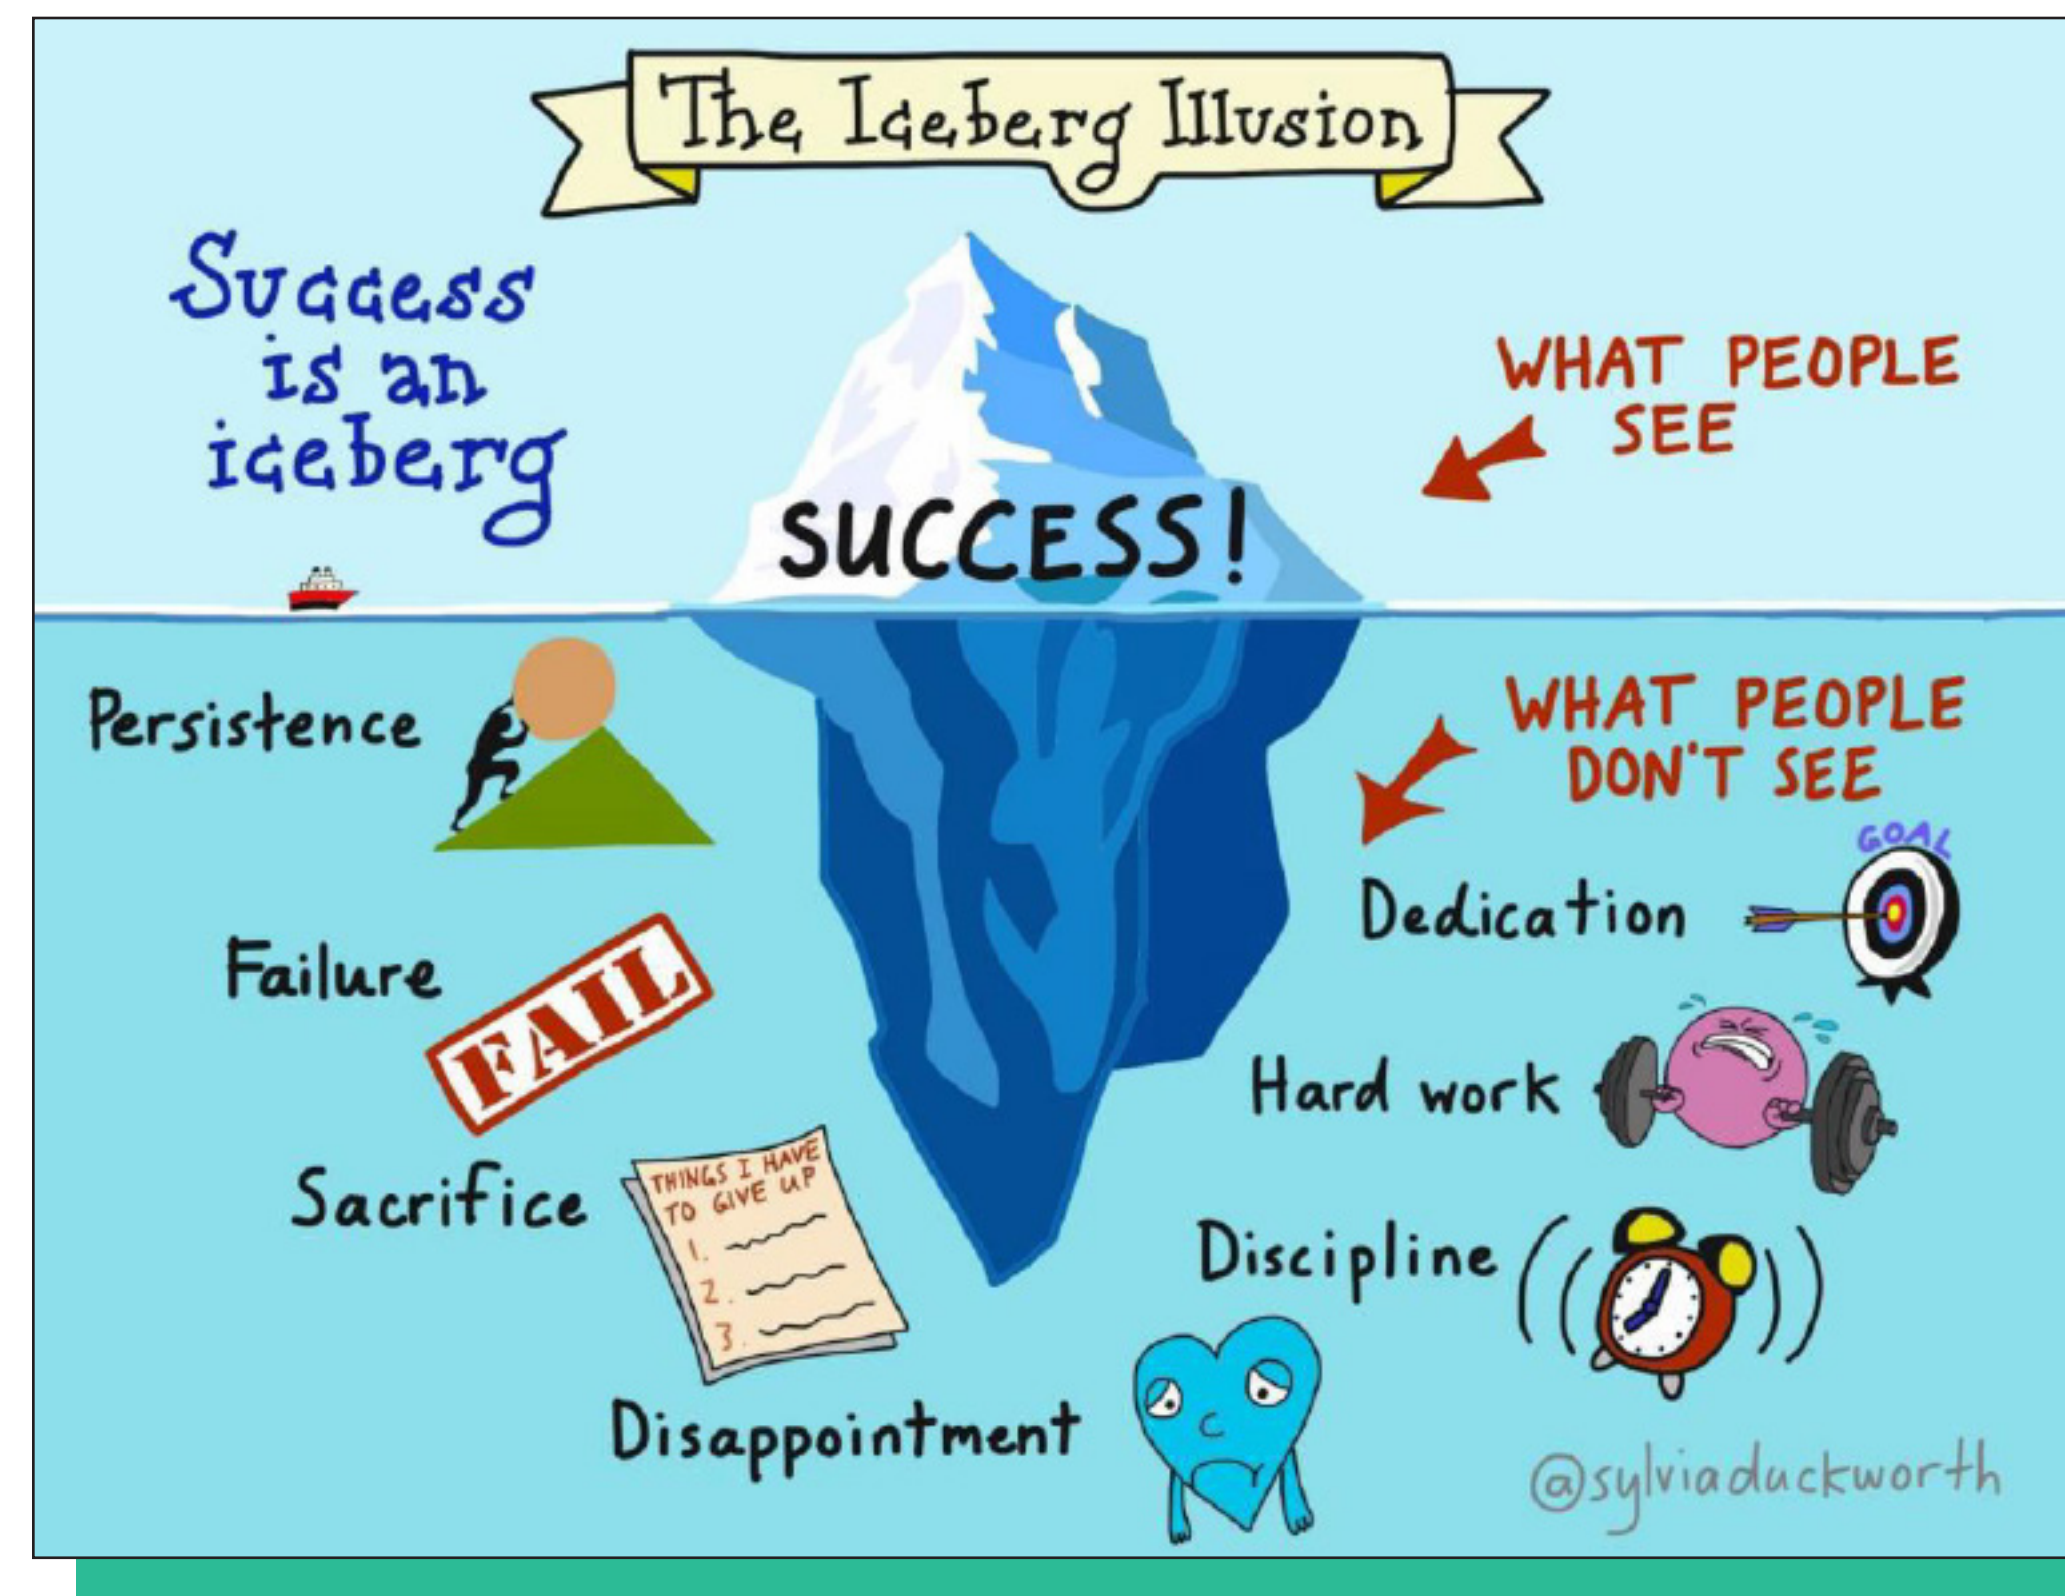 The Iceberg Illusion
Success
is an
iceberg
WHAT PEOPLE
SEE
SUCCESS!
Persistence
WHAT PEOPLE
DON'T SEE
GOAL
Dedication
Failure
FAIL
Hard work
Sacrifice
THINGS I HAVE
TO GIVE UP
1.
2.
3.
Discipline
Disappointment
@sylviaduckworth